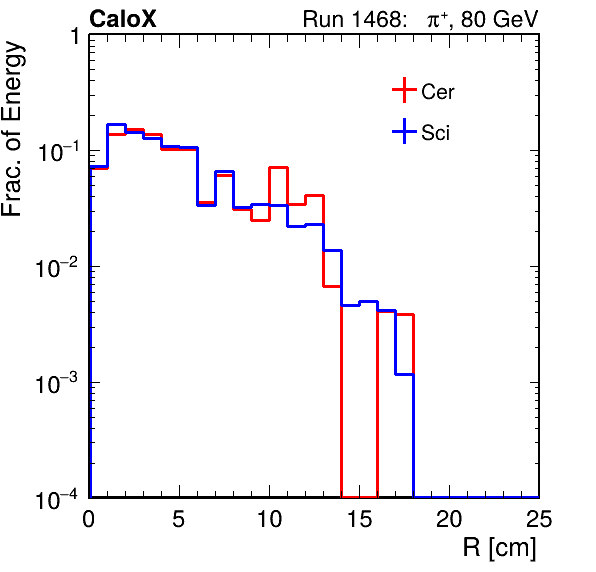 CaloX Run 1468: π⁺, 80 GeV
Frac. of Energy
1
10⁻¹
10⁻²
10⁻³
10⁻⁴
Cer
Sci
0 5 10 15 20 25
R [cm]